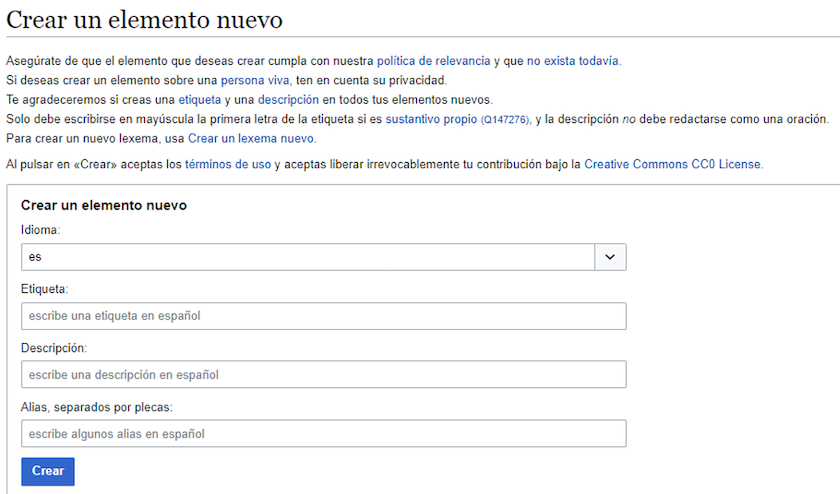 Crear un elemento nuevo
Asegúrate de que el elemento que deseas crear cumpla con nuestra política de relevancia y que no exista todavía.
Si deseas crear un elemento sobre una persona viva, ten en cuenta su privacidad.
Te agradeceremos si creas una etiqueta y una descripción en todos tus elementos nuevos.
Solo debe escribirse en mayúscula la primera letra de la etiqueta si es sustantivo propio (Q147276), y la descripción no debe redactarse como una oración.
Para crear un nuevo lexema, usa Crear un lexema nuevo.
Al pulsar en «Crear» aceptas los términos de uso y aceptas liberar irrevocablemente tu contribución bajo la Creative Commons CC0 License.
Crear un elemento nuevo
Idioma:
es
Etiqueta:
escribe una etiqueta en español
Descripción:
escribe una descripción en español
Alias, separados por plecas:
escribe algunos alias en español
Crear